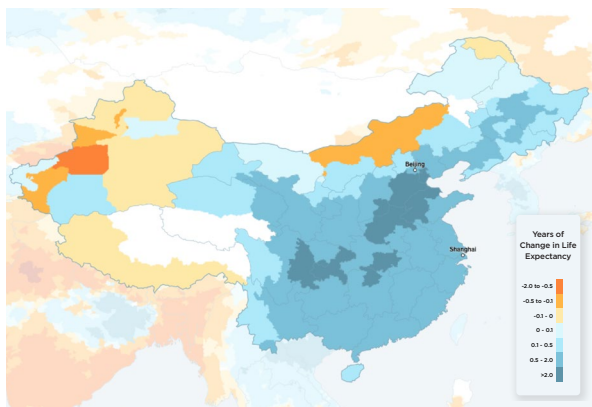 Beijing
Shanghai
Years of
Change in Life
Expectancy
-2.0 to -0.5
-0.5 to -0.1
-0.1 - 0
0 - 0.1
0.1 - 0.5
0.5 - 2.0
>2.0